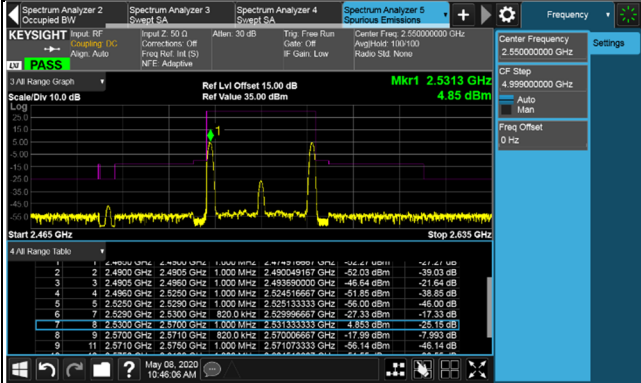 Spectrum Analyzer 2
Occupied BW
Spectrum Analyzer 3
Swept SA
Spectrum Analyzer 4
Swept SA
Spectrum Analyzer 5
Spurious Emissions
Frequency
KEYSIGHT
Input: RF
Coupling: DC
Align: Auto
Input Z: 50 Ω
Corrections: Off
Freq Ref: Int (S)
NFE: Adaptive
Atten: 30 dB
Trig: Free Run
Gate: Off
IF Gain: Low
Center Freq: 2.550000000 GHz
Avg|Hold: 100/100
Radio Std: None
PASS
Center Frequency
2.550000000 GHz
Settings
CF Step
4.999000000 GHz
Auto
Man
Freq Offset
0 Hz
3 All Range Graph
Scale/Div 10.0 dB
Ref Lvl Offset 15.00 dB
Ref Value 35.00 dBm
Mkr1 2.5313 GHz
4.85 dBm
Log
25.0
15.0
5.00
-5.00
-15.0
-25.0
-35.0
-45.0
-55.0
1
Start 2.465 GHz
Stop 2.635 GHz
4 All Range Table
2 2 2.4900 GHz 2.4905 GHz 1.000 MHz 2.490049167 GHz -52.03 dBm -39.03 dB
3 3 2.4905 GHz 2.4960 GHz 1.000 MHz 2.493690000 GHz -46.64 dBm -21.64 dB
4 4 2.4960 GHz 2.5250 GHz 1.000 MHz 2.524516667 GHz -51.85 dBm -38.85 dB
5 5 2.5250 GHz 2.5290 GHz 1.000 MHz 2.525133333 GHz -56.00 dBm -46.00 dB
6 7 2.5290 GHz 2.5300 GHz 820.0 kHz 2.529996667 GHz -27.33 dBm -17.33 dB
7 8 2.5300 GHz 2.5700 GHz 1.000 MHz 2.531333333 GHz 4.853 dBm -25.15 dB
8 9 2.5700 GHz 2.5710 GHz 820.0 kHz 2.570006667 GHz -17.99 dBm -7.993 dB
9 11 2.5710 GHz 2.5750 GHz 1.000 MHz 2.571073333 GHz -56.14 dBm -46.14 dB
May 08, 2020
10:46:06 AM